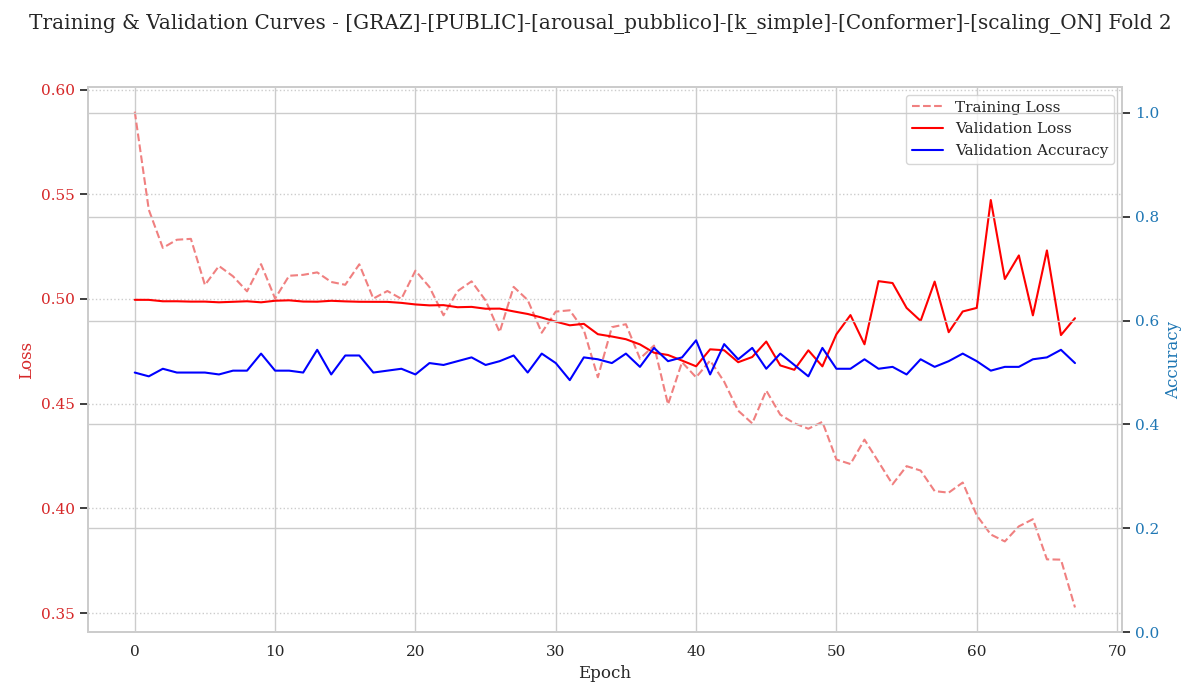 Training & Validation Curves - [GRAZ]-[PUBLIC]-[arousal_pubblico]-[k_simple]-[Conformer]-[scaling_ON] Fold 2
Training Loss
Validation Loss
Validation Accuracy
0.60
0.55
0.50
0.45
0.40
0.35
Loss
1.0
0.8
0.6
0.4
0.2
0.0
Accuracy
0 10 20 30 40 50 60 70
Epoch